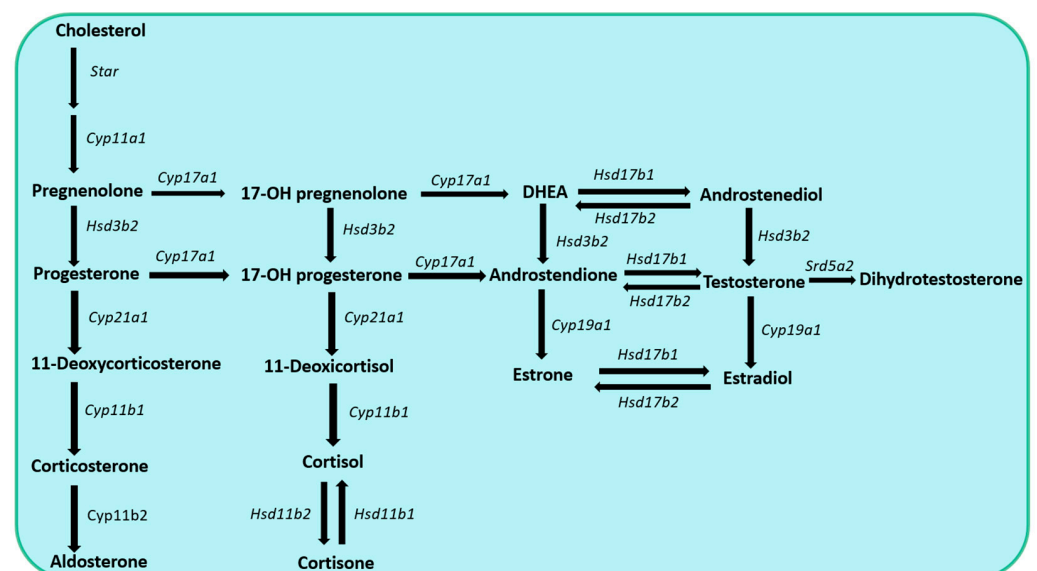 Cholesterol
Star
Cyp11a1
Pregnenolone
Cyp17a1
17-OH pregnenolone
Cyp17a1
DHEA
Hsd17b1
Hsd17b2
Androstenediol
Hsd3b2
Hsd3b2
Hsd3b2
Hsd3b2
Progesterone
Cyp17a1
17-OH progesterone
Cyp17a1
Androstendione
Hsd17b1
Hsd17b2
Testosterone
Srd5a2
Dihydrotestosterone
Cyp21a1
Cyp21a1
Cyp19a1
Cyp19a1
11-Deoxycorticosterone
11-Deoxicortisol
Estrone
Hsd17b1
Hsd17b2
Estradiol
Cyp11b1
Cyp11b1
Corticosterone
Cortisol
Cyp11b2
Hsd11b2
Hsd11b1
Aldosterone
Cortisone